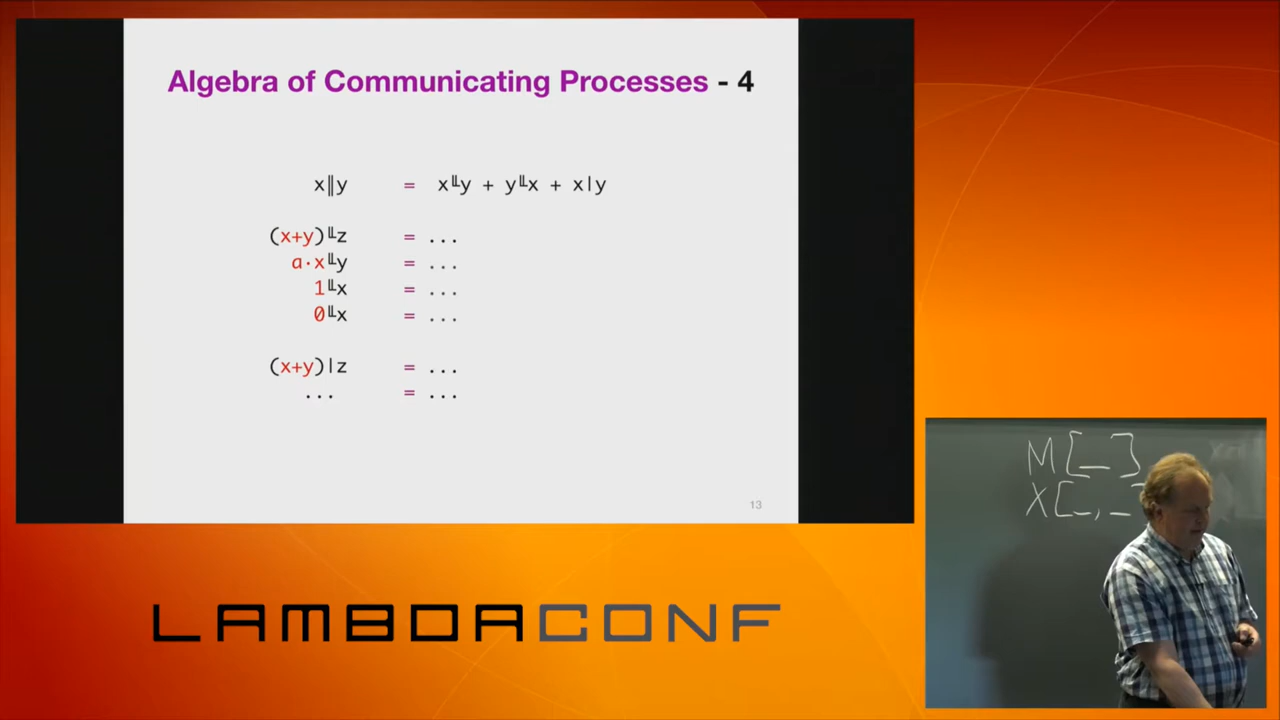 Algebra of Communicating Processes - 4
x‖y = x╙y + y╙x + x|y
(x+y)╙z = ...
a·x╙y = ...
1╙x = ...
0╙x = ...
(x+y)|z = ...
... = ...
13
M[_]
X[_,_
LAMBDACONF